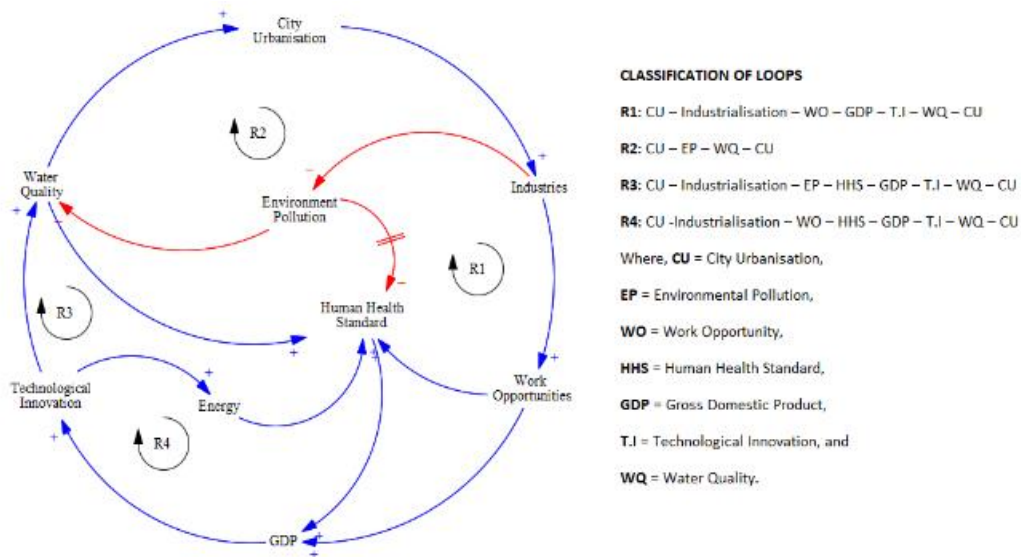 City
Urbanisation
R2
Water
Quality
Environment
Pollution
Industries
R1
Human Health
Standard
R3
Technological
Innovation
Energy
Work
Opportunities
R4
GDP
+
+
+
+
+
+
+
+
+
+
+
−
−
−
CLASSIFICATION OF LOOPS
R1: CU – Industrialisation – WO – GDP – T.I – WQ – CU
R2: CU – EP – WQ – CU
R3: CU – Industrialisation – EP – HHS – GDP – T.I – WQ – CU
R4: CU -Industrialisation – WO – HHS – GDP – T.I – WQ – CU
Where, CU = City Urbanisation,
EP = Environmental Pollution,
WO = Work Opportunity,
HHS = Human Health Standard,
GDP = Gross Domestic Product,
T.I = Technological Innovation, and
WQ = Water Quality.